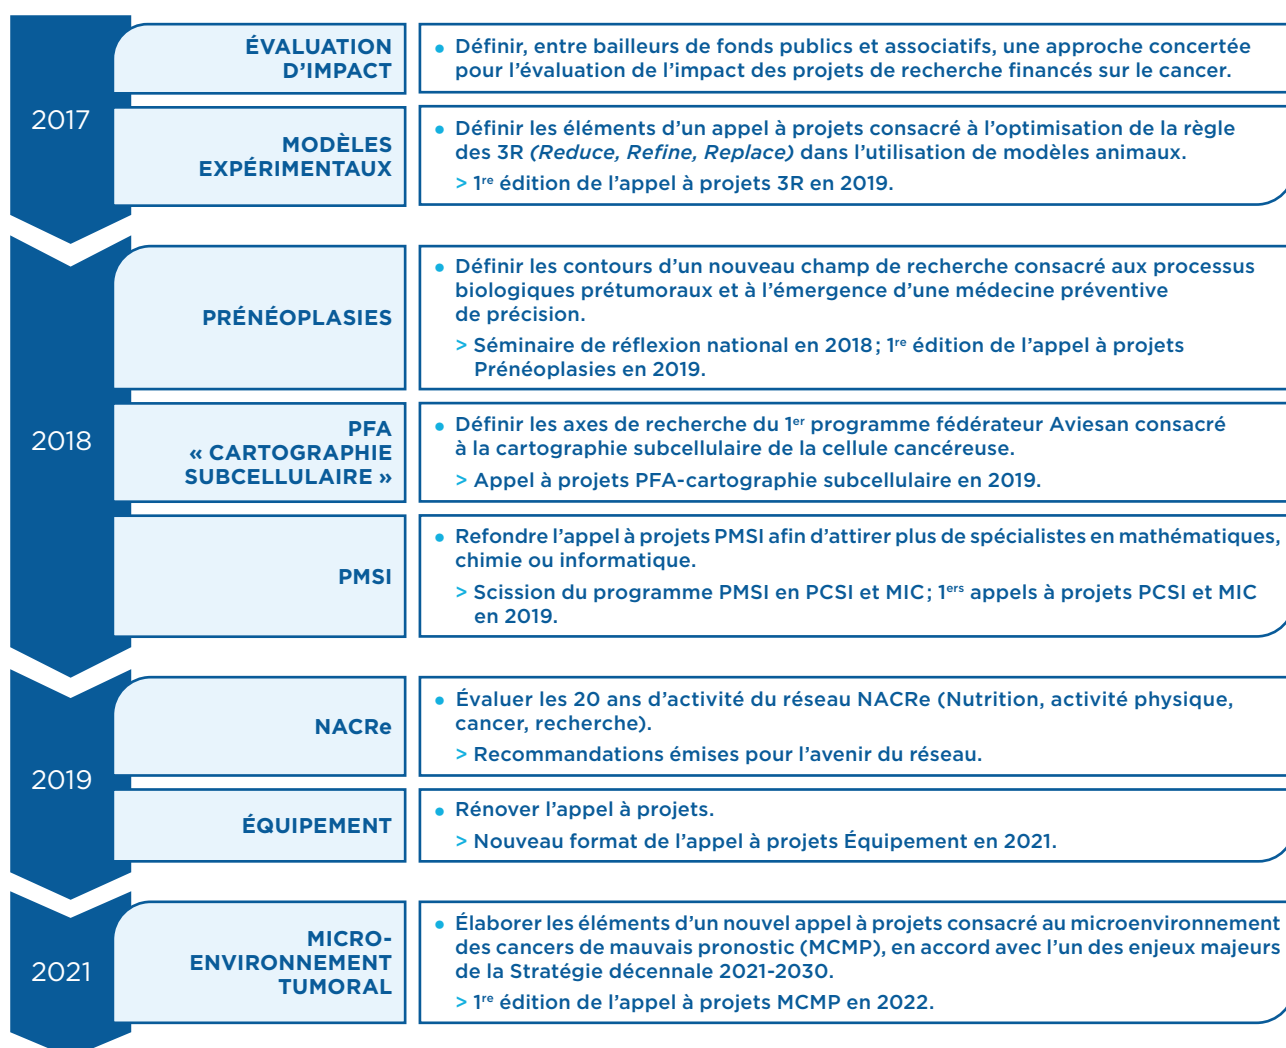 2017
ÉVALUATION
D'IMPACT
• Définir, entre bailleurs de fonds publics et associatifs, une approche concertée
pour l'évaluation de l'impact des projets de recherche financés sur le cancer.
MODÈLES
EXPÉRIMENTAUX
• Définir les éléments d'un appel à projets consacré à l'optimisation de la règle
des 3R (Reduce, Refine, Replace) dans l'utilisation de modèles animaux.
> 1re édition de l'appel à projets 3R en 2019.
2018
PRÉNÉOPLASIES
• Définir les contours d'un nouveau champ de recherche consacré aux processus
biologiques prétumoraux et à l'émergence d'une médecine préventive
de précision.
> Séminaire de réflexion national en 2018 ; 1re édition de l'appel à projets
Prénéoplasies en 2019.
PFA
« CARTOGRAPHIE
SUBCELLULAIRE »
• Définir les axes de recherche du 1er programme fédérateur Aviesan consacré
à la cartographie subcellulaire de la cellule cancéreuse.
> Appel à projets PFA-cartographie subcellulaire en 2019.
PMSI
• Refondre l'appel à projets PMSI afin d'attirer plus de spécialistes en mathématiques,
chimie ou informatique.
> Scission du programme PMSI en PCSI et MIC ; 1ers appels à projets PCSI et MIC
en 2019.
2019
NACRe
• Évaluer les 20 ans d'activité du réseau NACRe (Nutrition, activité physique,
cancer, recherche).
> Recommandations émises pour l'avenir du réseau.
ÉQUIPEMENT
• Rénover l'appel à projets.
> Nouveau format de l'appel à projets Équipement en 2021.
2021
MICRO-
ENVIRONNEMENT
TUMORAL
• Élaborer les éléments d'un nouvel appel à projets consacré au microenvironnement
des cancers de mauvais pronostic (MCMP), en accord avec l'un des enjeux majeurs
de la Stratégie décennale 2021-2030.
> 1re édition de l'appel à projets MCMP en 2022.